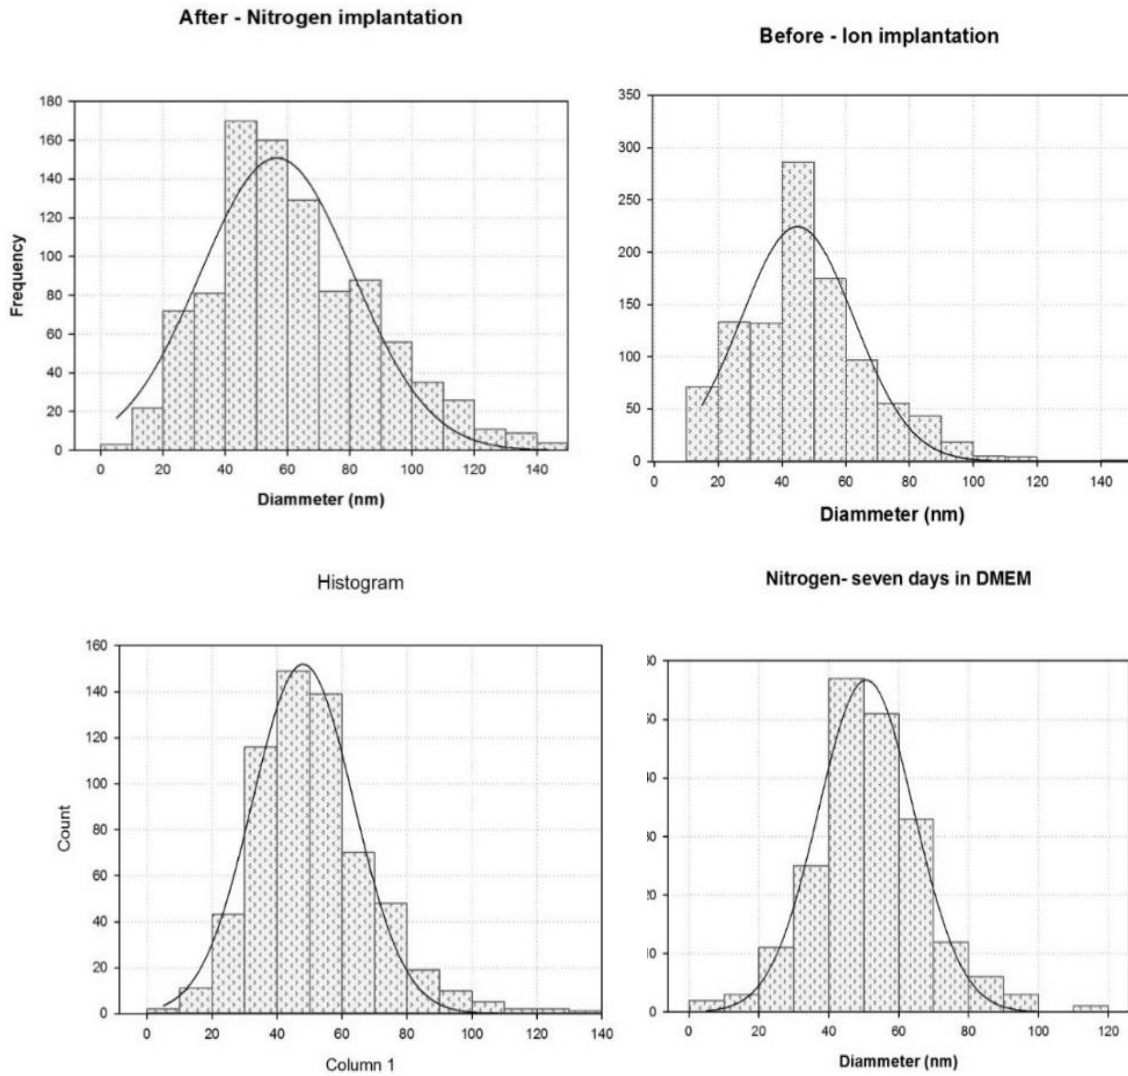 After - Nitrogen implantation
180
160
140
120
100
80
60
40
20
0
Frequency
0 20 40 60 80 100 120 140
Diammeter (nm)
Before - Ion implantation
350
300
250
200
150
100
50
0
0 20 40 60 80 100 120 140
Diammeter (nm)
Histogram
160
140
120
100
80
60
40
20
0
Count
0 20 40 60 80 100 120 140
Column 1
Nitrogen- seven days in DMEM
0
0 20 40 60 80 100 120
Diammeter (nm)